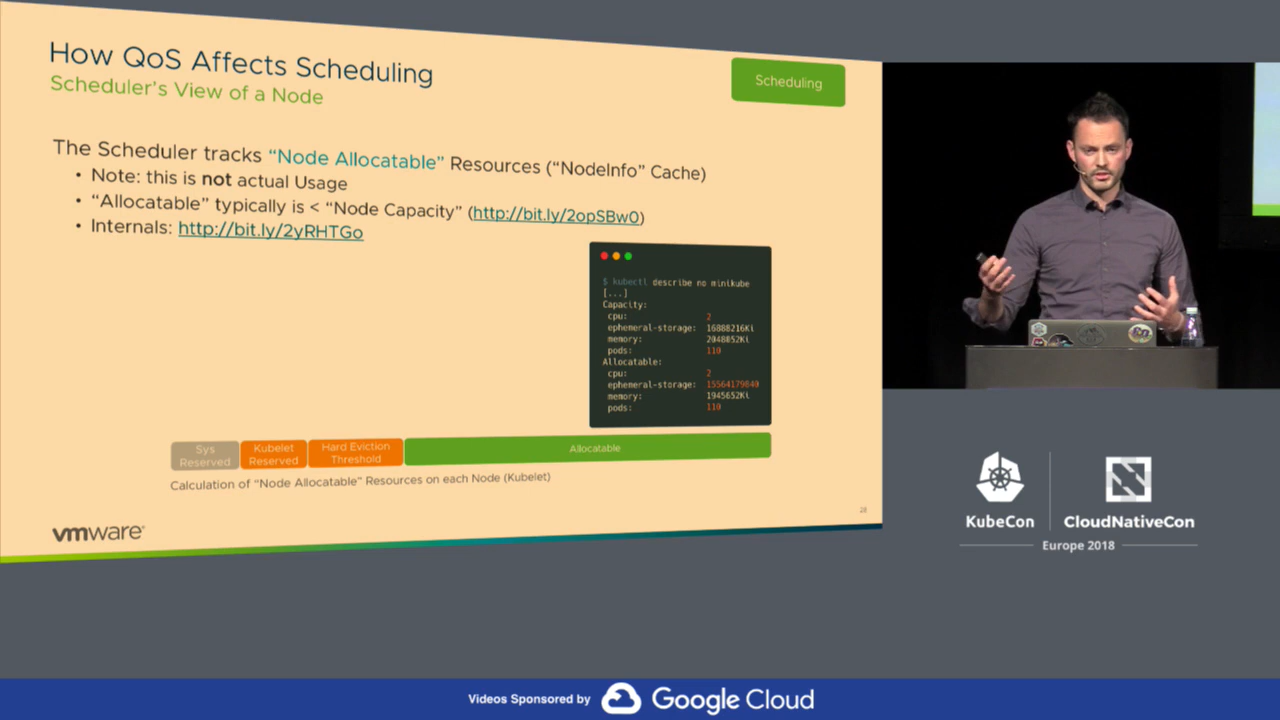 How QoS Affects Scheduling
Scheduler's View of a Node
Scheduling
The Scheduler tracks "Node Allocatable" Resources ("NodeInfo" Cache)
• Note: this is not actual Usage
• "Allocatable" typically is < "Node Capacity" (http://bit.ly/2opSBw0)
• Internals: http://bit.ly/2yRHTGo
$ kubectl describe no minikube
[...]
Capacity:
cpu: 2
ephemeral-storage: 16888216Ki
memory: 2048852Ki
pods: 110
Allocatable:
cpu: 2
ephemeral-storage: 15564179840
memory: 1945652Ki
pods: 110
Sys Reserved
Kubelet Reserved
Hard Eviction Threshold
Allocatable
Calculation of "Node Allocatable" Resources on each Node (Kubelet)
28
vmware
KubeCon
CloudNativeCon
Europe 2018
Videos Sponsored by Google Cloud